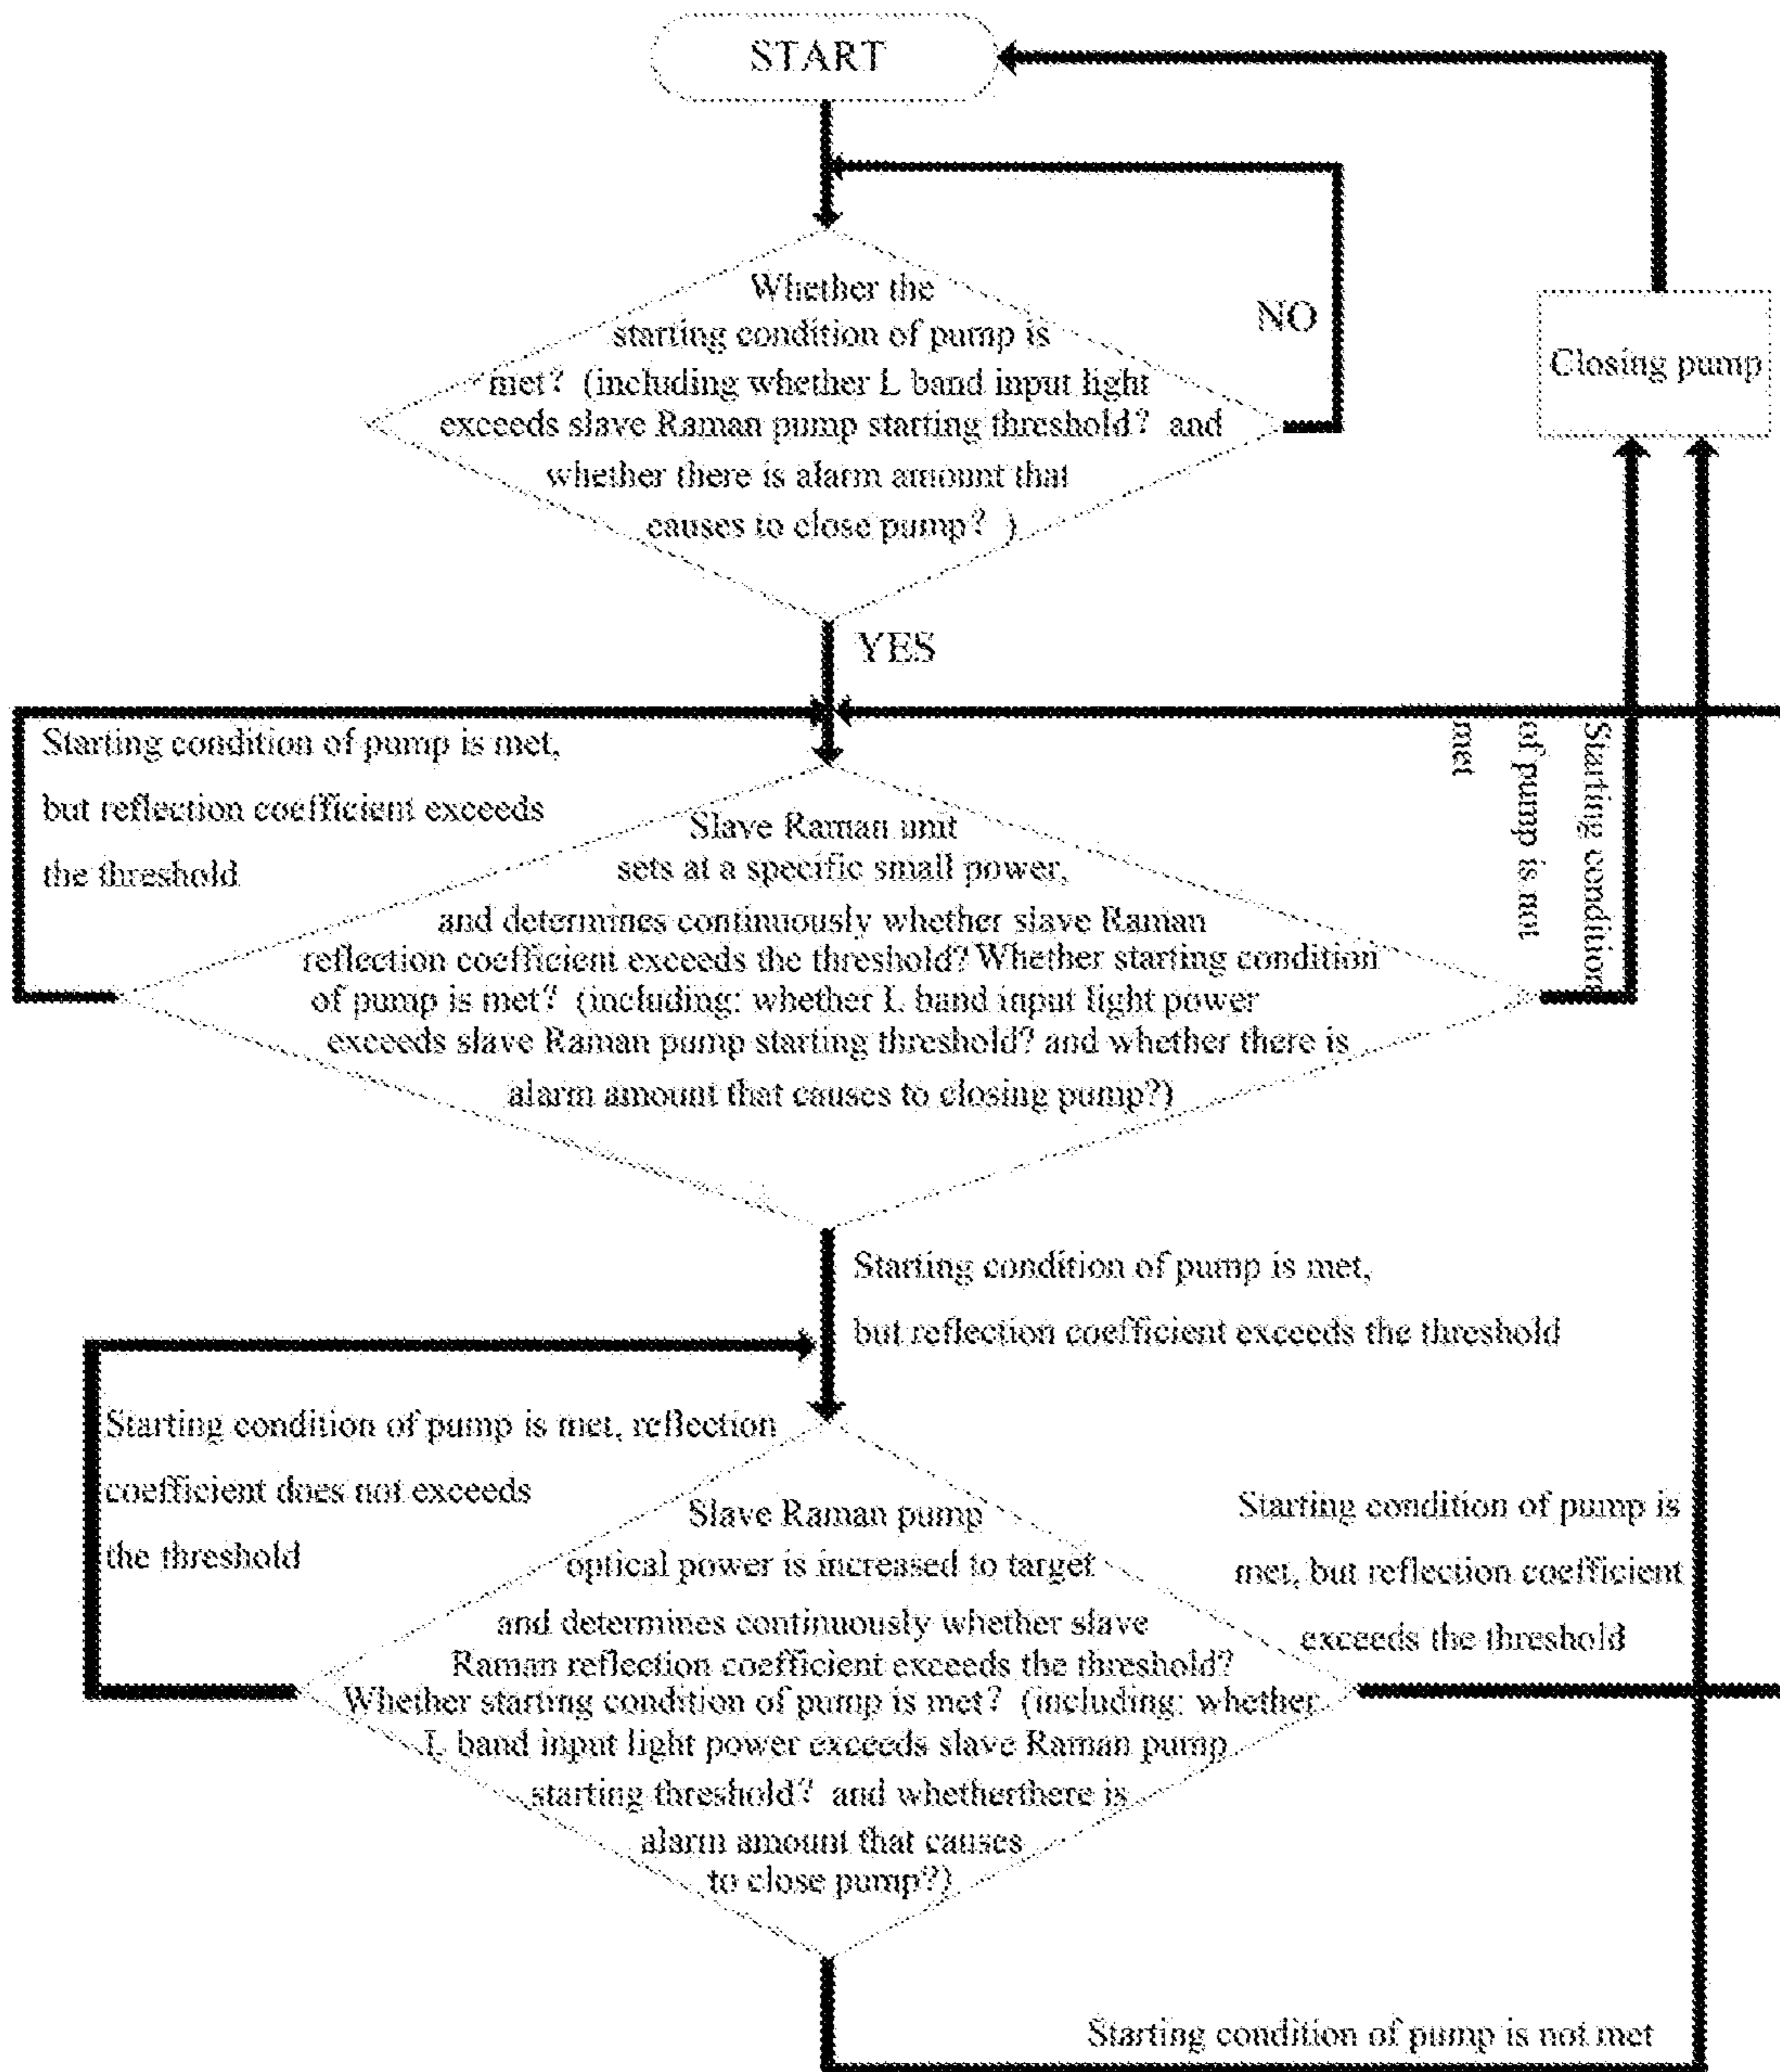 START
Whether the
starting condition of pump is
met? (including whether L band input light
exceeds slave Raman pump starting threshold? and
whether there is alarm amount that
causes to close pump? )
NO
Closing pump
YES
Starting condition of pump is met,
but reflection coefficient exceeds
the threshold
Starting condition
of pump is not
met
Slave Raman unit
sets at a specific small power,
and determines continuously whether slave Raman
reflection coefficient exceeds the threshold? Whether starting condition
of pump is met? (including: whether L band input light power
exceeds slave Raman pump starting threshold? and whether there is
alarm amount that causes to closing pump?)
Starting condition of pump is met,
but reflection coefficient exceeds the threshold
Starting condition of pump is met, reflection
coefficient does not exceeds
the threshold
Slave Raman pump
optical power is increased to target
and determines continuously whether slave
Raman reflection coefficient exceeds the threshold?
Whether starting condition of pump is met? (including: whether
L band input light power exceeds slave Raman pump
starting threshold? and whetherthere is
alarm amount that causes
to close pump?)
Starting condition of pump is
met, but reflection coefficient
exceeds the threshold
Starting condition of pump is not met